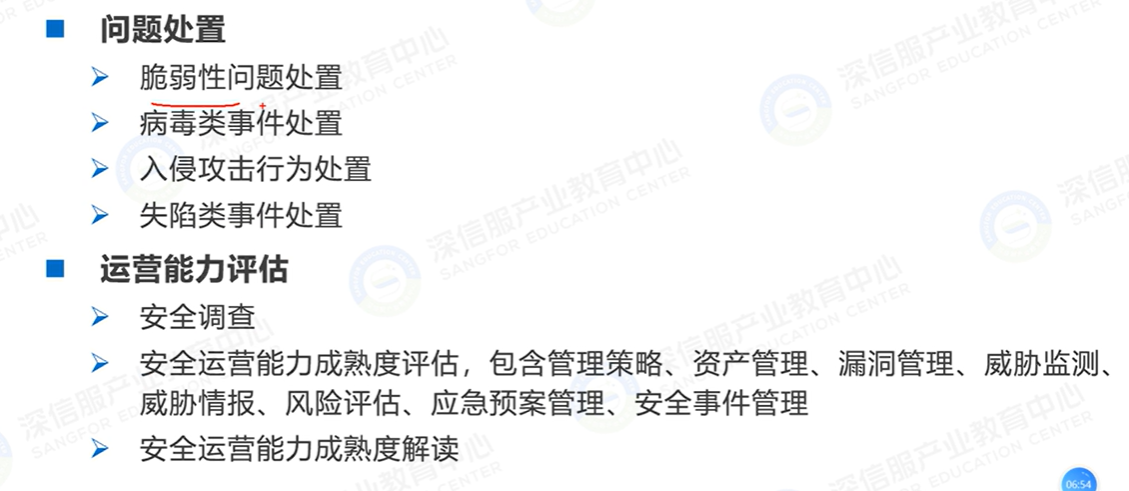 问题处置
脆弱性问题处置
病毒类事件处置
入侵攻击行为处置
失陷类事件处置
运营能力评估
安全调查
安全运营能力成熟度评估，包含管理策略、资产管理、漏洞管理、威胁监测、
威胁情报、风险评估、应急预案管理、安全事件管理
安全运营能力成熟度解读
深信服产业教育中心
SANGFOR EDUCATION CENTER
06:54